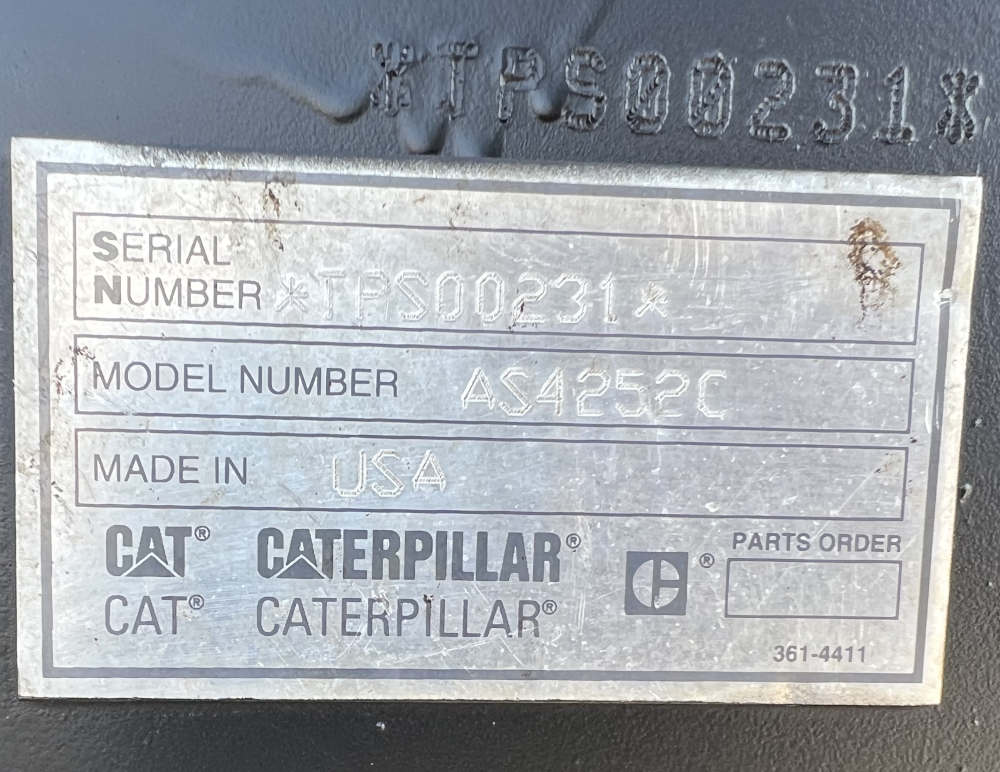 *TPS00231*
SERIAL
NUMBER *TPS00231*
MODEL NUMBER AS4252C
MADE IN USA
CAT® CATERPILLAR® ® PARTS ORDER
CAT® CATERPILLAR®
361-4411